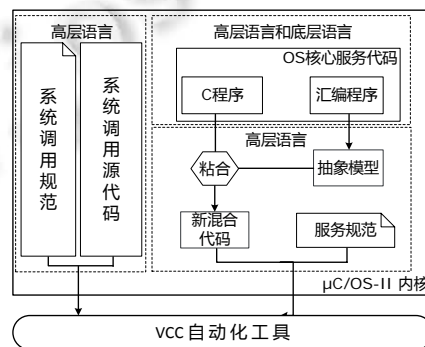 高层语言
系统调用规范
系统调用源代码
高层语言和底层语言
OS核心服务代码
C程序
汇编程序
高层语言
粘合
抽象模型
新混合
代码
服务规范
μC/OS-II 内核
VCC自动化工具